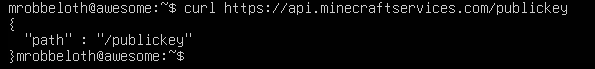 mrobbeloth@awesome:~$ curl https://api.minecraftservices.com/publickey
{
  "path" : "/publickey"
}mrobbeloth@awesome:~$